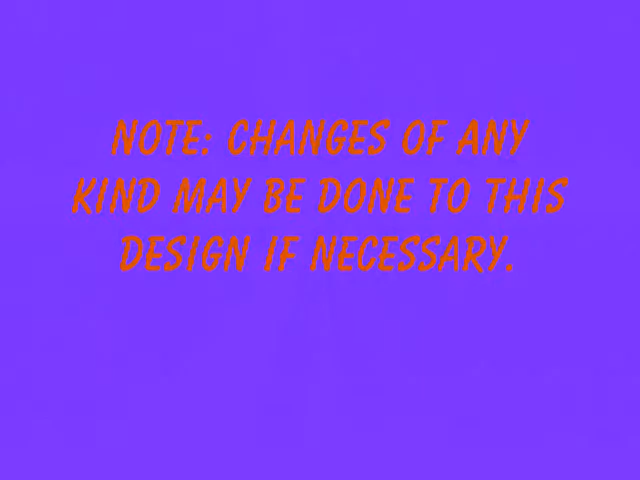 NOTE: CHANGES OF ANY
KIND MAY BE DONE TO THIS
DESIGN IF NECESSARY.